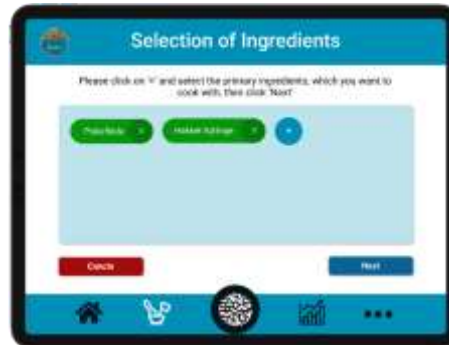 Selection of Ingredients
Please click on '+' and select the primary ingredients, which you want to
cook with, then click 'Next'
Delete
Next